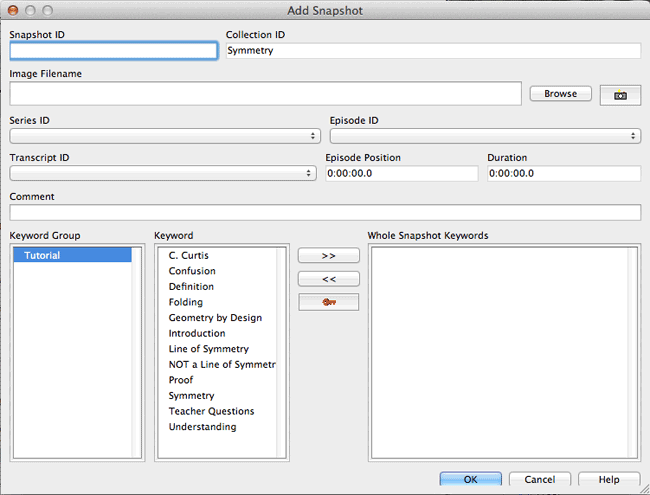 Add Snapshot
Snapshot ID Collection ID
Symmetry
Image Filename
Browse
Series ID Episode ID
Transcript ID Episode Position Duration
0:00:00.0 0:00:00.0
Comment
Keyword Group Keyword Whole Snapshot Keywords
Tutorial
C. Curtis
Confusion
Definition
Folding
Geometry by Design
Introduction
Line of Symmetry
NOT a Line of Symmetr
Proof
Symmetry
Teacher Questions
Understanding
>>
<<
OK Cancel Help